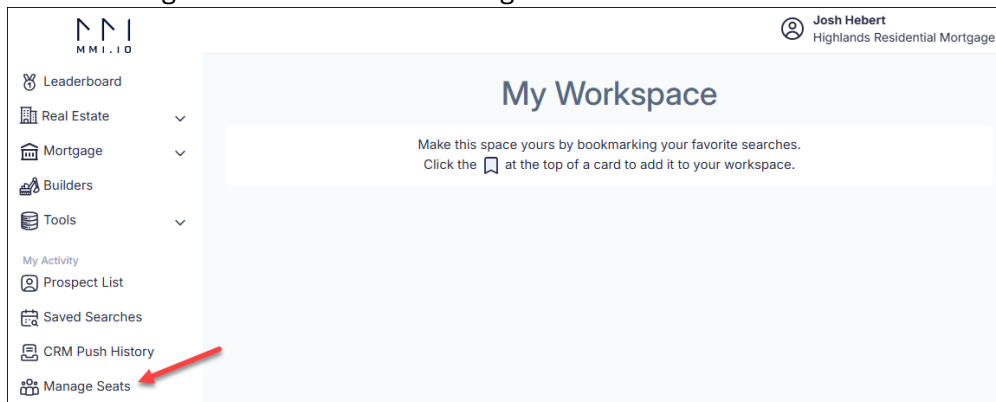 MMI.IO
Josh Hebert
Highlands Residential Mortgage
Leaderboard
Real Estate
Mortgage
Builders
Tools
My Activity
Prospect List
Saved Searches
CRM Push History
Manage Seats
My Workspace
Make this space yours by bookmarking your favorite searches.
Click the at the top of a card to add it to your workspace.